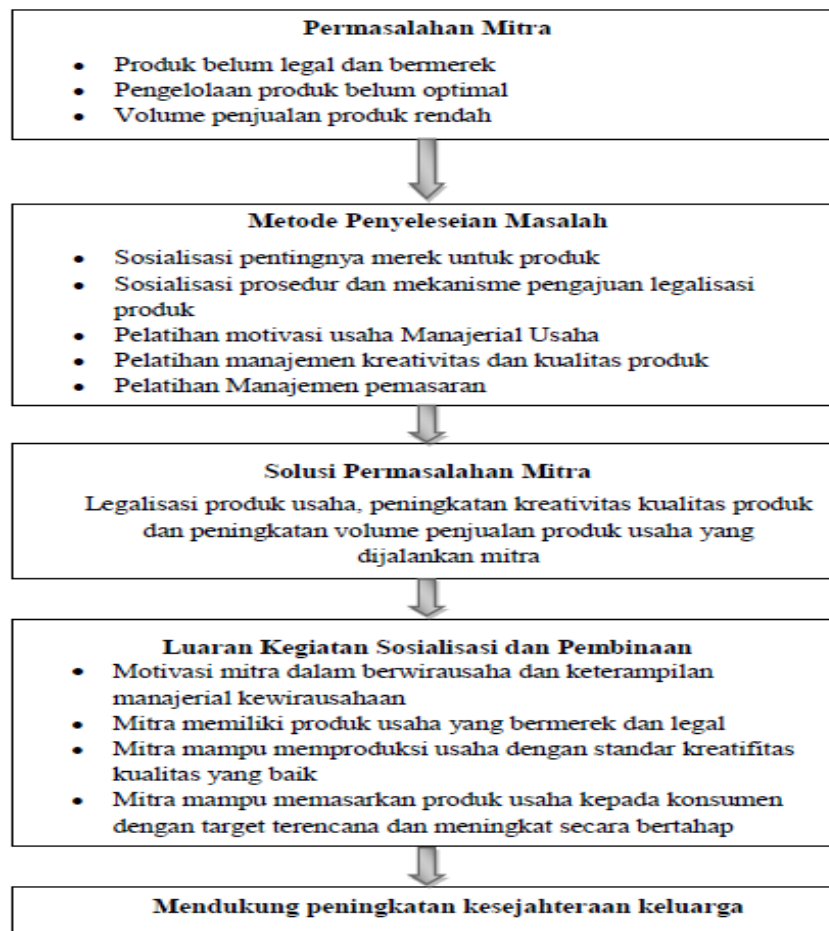 Permasalahan Mitra
• Produk belum legal dan bermerek
• Pengelolaan produk belum optimal
• Volume penjualan produk rendah
Metode Penyeleseian Masalah
• Sosialisasi pentingnya merek untuk produk
• Sosialisasi prosedur dan mekanisme pengajuan legalisasi
produk
• Pelatihan motivasi usaha Manajerial Usaha
• Pelatihan manajemen kreativitas dan kualitas produk
• Pelatihan Manajemen pemasaran
Solusi Permasalahan Mitra
Legalisasi produk usaha, peningkatan kreativitas kualitas produk
dan peningkatan volume penjualan produk usaha yang
dijalankan mitra
Luaran Kegiatan Sosialisasi dan Pembinaan
• Motivasi mitra dalam berwirausaha dan keterampilan
manajerial kewirausahaan
• Mitra memiliki produk usaha yang bermerek dan legal
• Mitra mampu memproduksi usaha dengan standar kreatifitas
kualitas yang baik
• Mitra mampu memasarkan produk usaha kepada konsumen
dengan target terencana dan meningkat secara bertahap
Mendukung peningkatan kesejahteraan keluarga